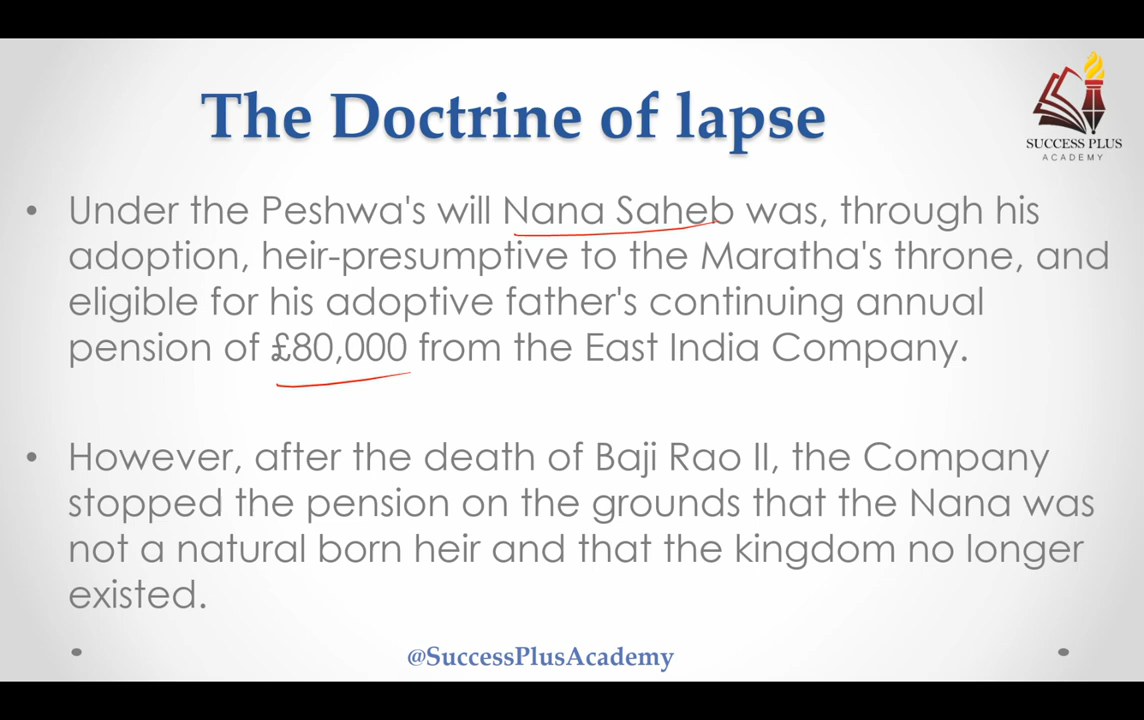 The Doctrine of lapse
SUCCESS PLUS
ACADEMY
• Under the Peshwa's will Nana Saheb was, through his
adoption, heir-presumptive to the Maratha's throne, and
eligible for his adoptive father's continuing annual
pension of £80,000 from the East India Company.
• However, after the death of Baji Rao II, the Company
stopped the pension on the grounds that the Nana was
not a natural born heir and that the kingdom no longer
existed.
@SuccessPlusAcademy